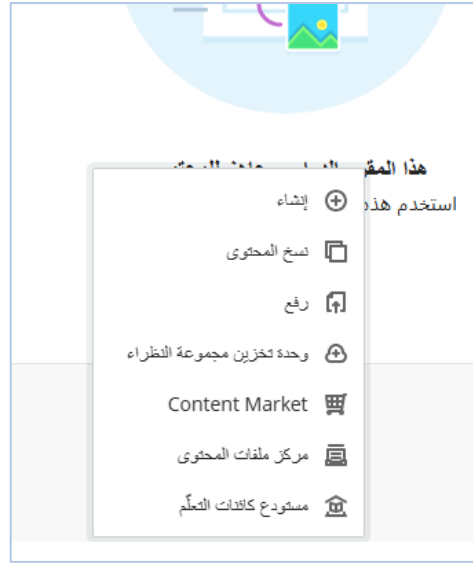 هذا المقرر
استخدم هذه
إنشاء
نسخ المحتوى
رفع
وحدة تخزين مجموعة النظراء
Content Market
مركز ملفات المحتوى
مستودع كائنات التعلّم